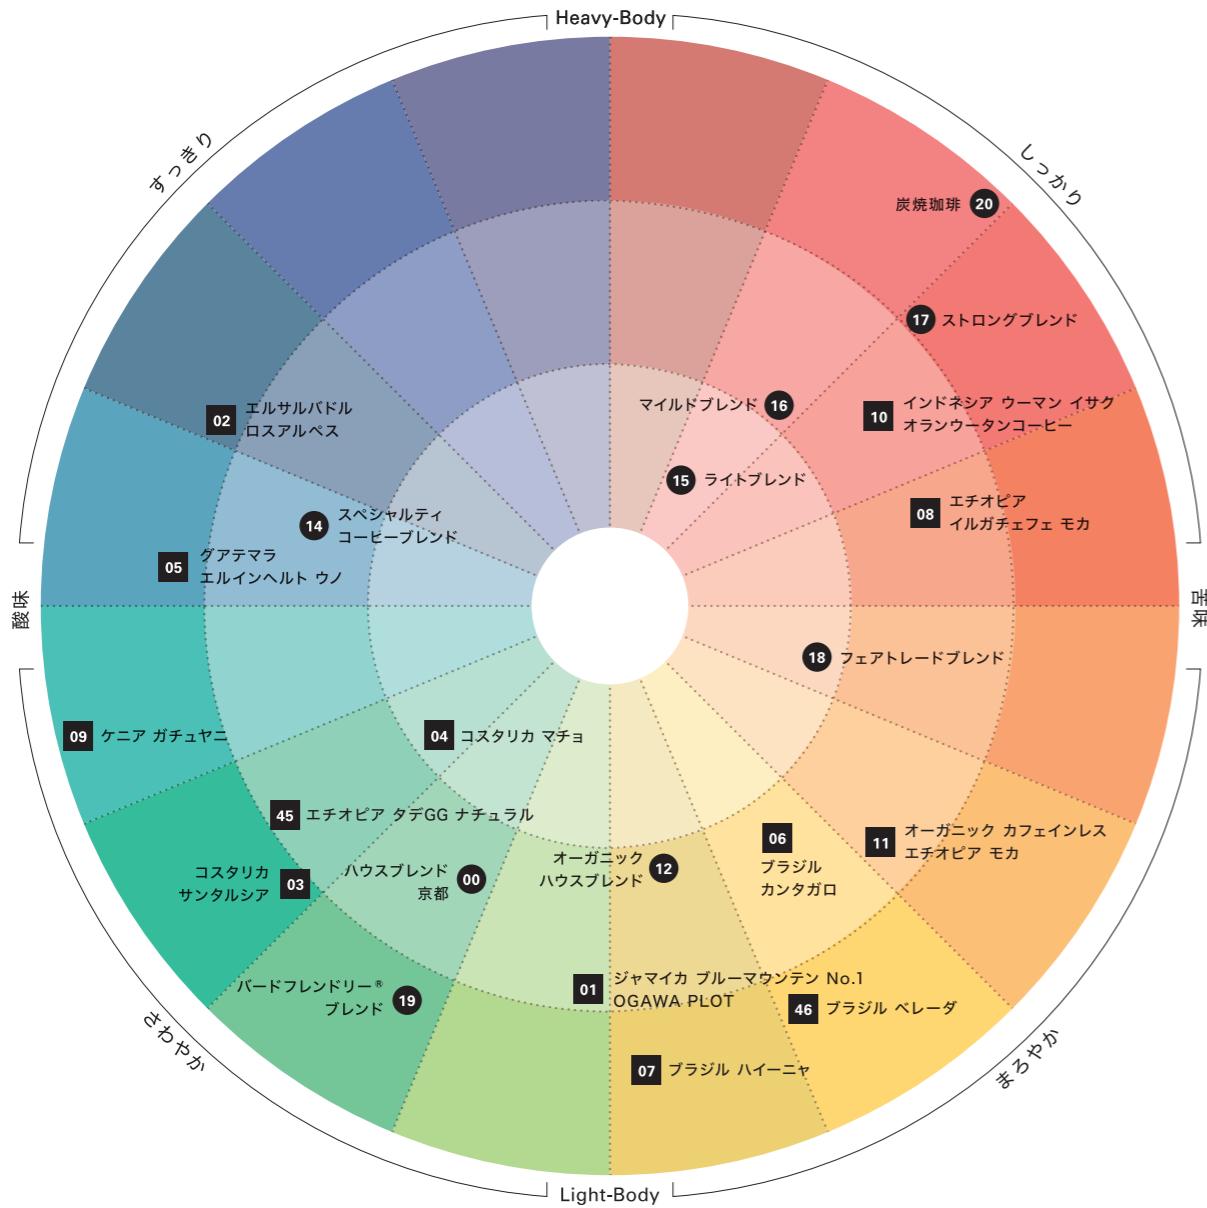 Heavy-Body
すっきり
しっかり
炭焼珈琲 20
17 ストロングブレンド
マイルドブレンド 16
10 インドネシア ウーマン イサク
オランウータンコーヒー
02 エルサルバドル
ロスアルペス
15 ライトブレンド
08 エチオピア
イルガチェフェ モカ
14 スペシャルティ
コーヒーブレンド
05 グアテマラ
エルインヘルト ウノ
酸味
苦味
18 フェアトレードブレンド
09 ケニア ガチュヤニ
04 コスタリカ マチョ
45 エチオピア タデGG ナチュラル
06 ブラジル
カンタガロ
11 オーガニック カフェインレス
エチオピア モカ
コスタリカ
サンタルシア 03
ハウスブレンド
京都 00
オーガニック
ハウスブレンド 12
バードフレンドリー®
ブレンド 19
01 ジャマイカ ブルーマウンテン No.1
OGAWA PLOT
46 ブラジル ベレーダ
07 ブラジル ハイーニャ
さわやか
まろやか
Light-Body